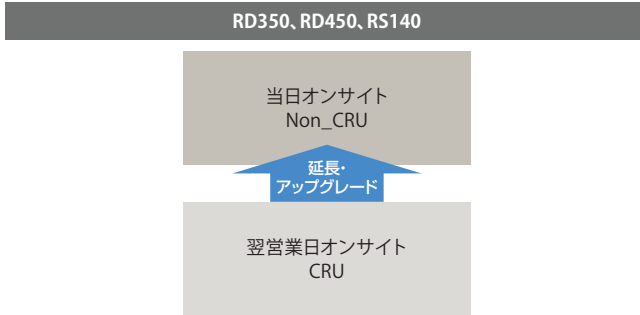 RD350、RD450、RS140
当日オンサイト
Non_CRU
延長・
アップグレード
翌営業日オンサイト
CRU